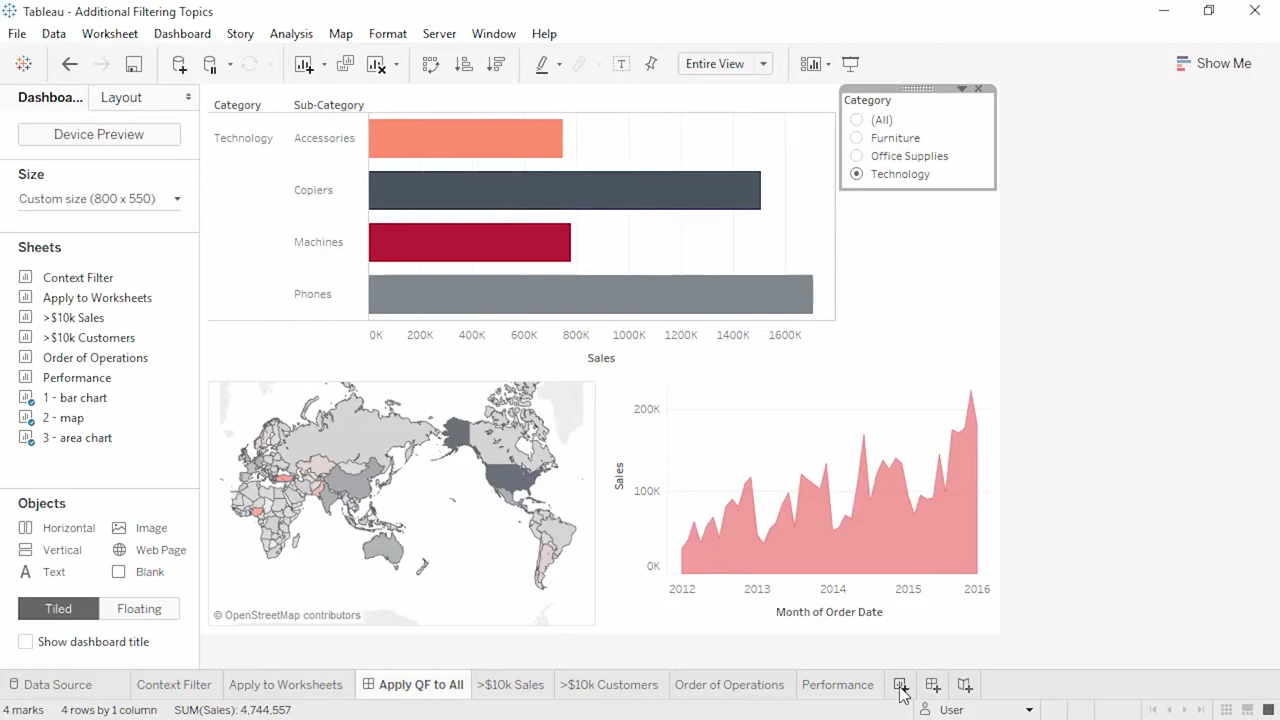 Tableau - Additional Filtering Topics
File Data Worksheet Dashboard Story Analysis Map Format Server Window Help
Entire View
Show Me
Dashboa... Layout
Device Preview
Size
Custom size (800 x 550)
Sheets
Context Filter
Apply to Worksheets
>$10k Sales
>$10k Customers
Order of Operations
Performance
1 - bar chart
2 - map
3 - area chart
Objects
Horizontal Image
Vertical Web Page
A Text Blank
Tiled Floating
Show dashboard title
Category Sub-Category
Technology Accessories
Copiers
Machines
Phones
0K 200K 400K 600K 800K 1000K 1200K 1400K 1600K
Sales
Category
(All)
Furniture
Office Supplies
Technology
© OpenStreetMap contributors
Sales
200K
100K
0K
2012 2013 2014 2015 2016
Month of Order Date
Data Source Context Filter Apply to Worksheets Apply QF to All >$10k Sales >$10k Customers Order of Operations Performance
4 marks 4 rows by 1 column SUM(Sales): 4,744,557 User